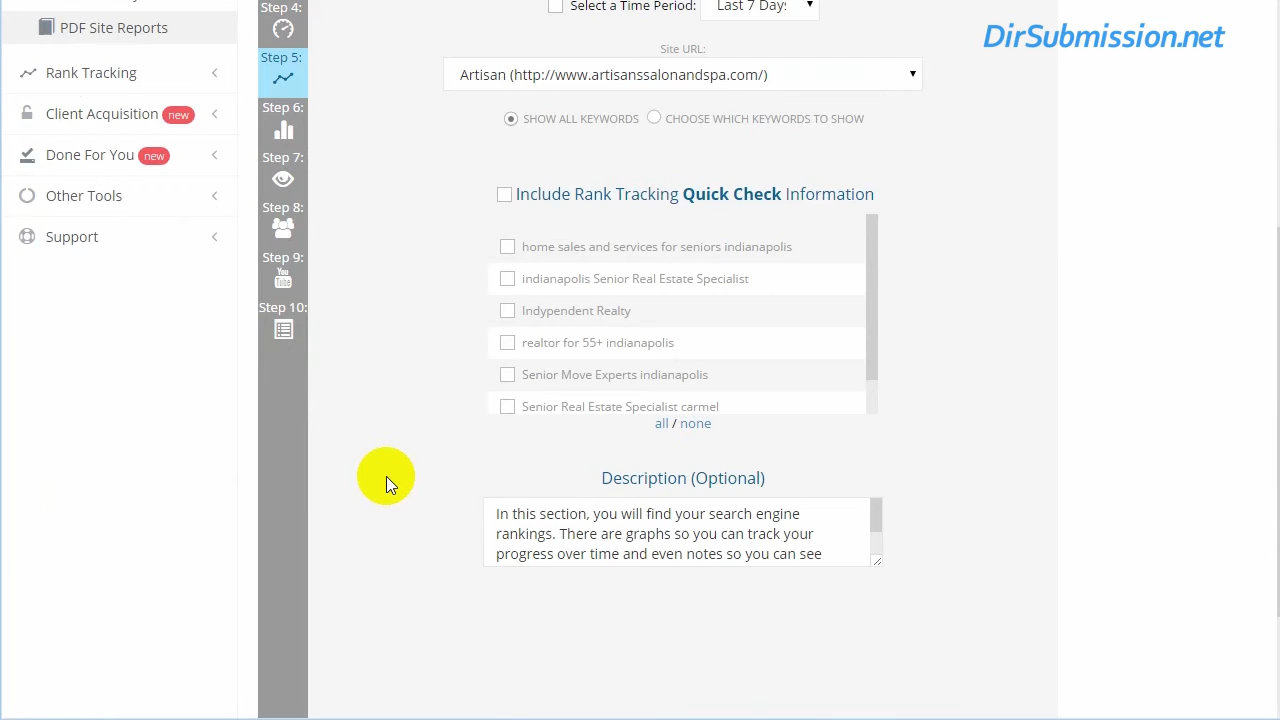 PDF Site Reports
Rank Tracking
Client Acquisition new
Done For You new
Other Tools
Support
Step 4:
Step 5:
Step 6:
Step 7:
Step 8:
Step 9:
You
Tube
Step 10:
Select a Time Period: Last 7 Days
DirSubmission.net
Site URL:
Artisan (http://www.artisanssalonandspa.com/)
SHOW ALL KEYWORDS CHOOSE WHICH KEYWORDS TO SHOW
Include Rank Tracking Quick Check Information
home sales and services for seniors indianapolis
indianapolis Senior Real Estate Specialist
Indypendent Realty
realtor for 55+ indianapolis
Senior Move Experts indianapolis
Senior Real Estate Specialist carmel
all / none
Description (Optional)
In this section, you will find your search engine
rankings. There are graphs so you can track your
progress over time and even notes so you can see